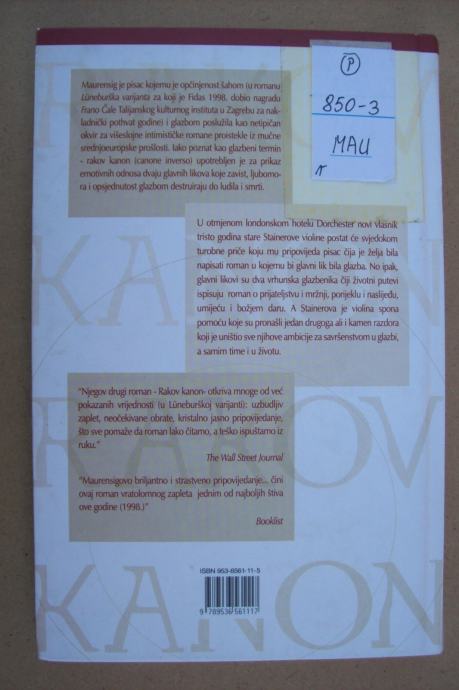 Maurensig je pisac kojemu je opčinjenost šahom (u romanu
Lüneburška varijanta za koji je Fidas 1998. dobio nagradu
Frano Čale Talijanskog kulturnog instituta u Zagrebu za nak-
ladnički pothvat godine) i glazbom poslužila kao netipičan
okvir za višeslojne intimističke romane proistekle iz mučne
srednjoeuropske prošlosti. Iako poznat kao glazbeni termin
- rakov kanon (canone inverso) upotrebljen je za prikaz
emotivnih odnosa dvaju glavnih likova koje zavist, ljubomo-
ra i opsjednutost glazbom destruiraju do ludila i smrti.
P
850-3
MAU
U otmjenom londonskom hotelu Dorchester novi vlasnik
tristo godina stare Stainerove violine postat će svjedokom
turobne priče koju mu pripovijeda pisac čija je želja bila
napisati roman u kojemu bi glavni lik bila glazba. No ipak,
glavni likovi su dva vrhunska glazbenika čiji životni putevi
ispisuju roman o prijateljstvu i mržnji, porijeklu i naslijeđu,
umijeću i božjem daru. A Stainerova je violina spona
pomoću koje su pronašli jedan drugoga ali i kamen razdora
koji je uništio sve njihove ambicije za savršenstvom u glazbi,
a samim time i u životu.
"Njegov drugi roman - Rakov kanon- otkriva mnoge od već
pokazanih vrijednosti (u Lüneburškoj varijanti): uzbudljiv
zaplet, neočekivane obrate, kristalno jasno pripovijedanje,
što sve pomaže da roman lako čitamo, a teško ispuštamo iz
ruku."
The Wall Street Journal
"Maurensigovo briljantno i strastveno pripovijedanje... čini
ovaj roman vratolomnog zapleta jednim od najboljih štiva
ove godine (1998.)"
Booklist
ISBN 953-6561-11-5
9 789536 561117
KANON
RAKOV
KANON